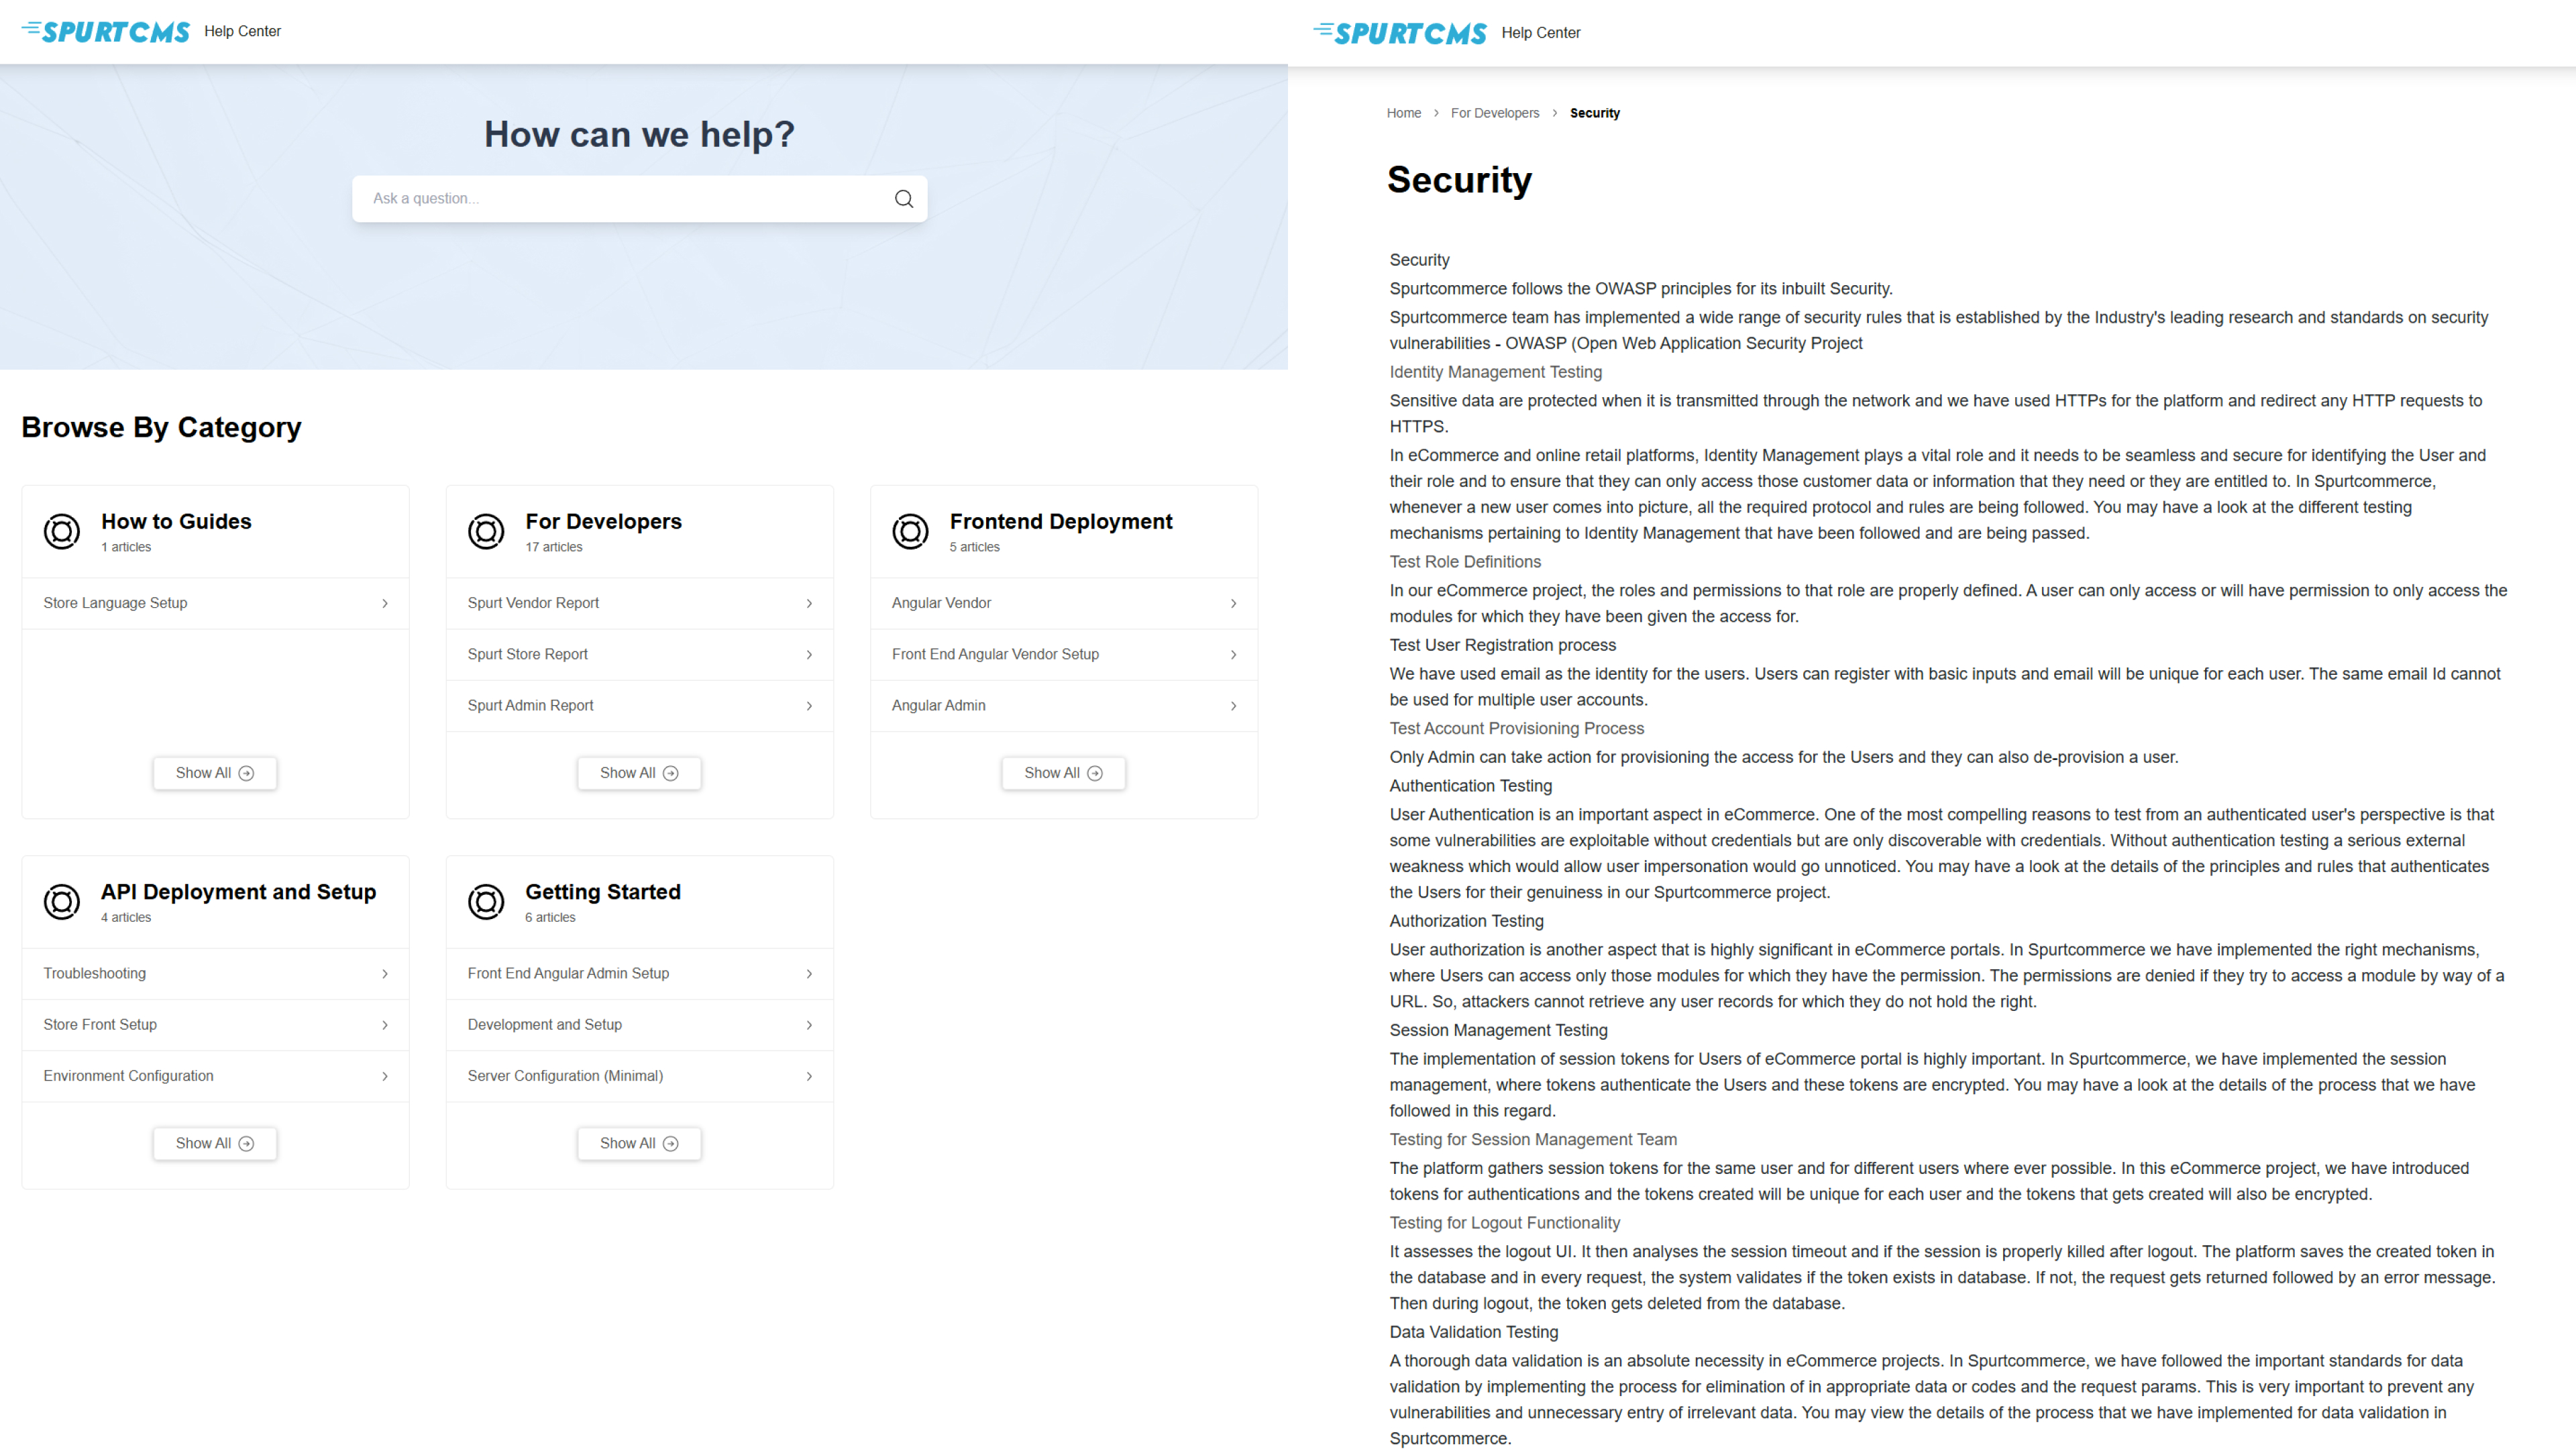 SPURTCMS Help Center
How can we help?
Ask a question...
Browse By Category
How to Guides
1 articles
Store Language Setup
Show All
For Developers
17 articles
Spurt Vendor Report
Spurt Store Report
Spurt Admin Report
Show All
Frontend Deployment
5 articles
Angular Vendor
Front End Angular Vendor Setup
Angular Admin
Show All
API Deployment and Setup
4 articles
Troubleshooting
Store Front Setup
Environment Configuration
Show All
Getting Started
6 articles
Front End Angular Admin Setup
Development and Setup
Server Configuration (Minimal)
Show All
SPURTCMS Help Center
Home > For Developers > Security
Security
Security
Spurtcommerce follows the OWASP principles for its inbuilt Security.
Spurtcommerce team has implemented a wide range of security rules that is established by the Industry's leading research and standards on security
vulnerabilities - OWASP (Open Web Application Security Project
Identity Management Testing
Sensitive data are protected when it is transmitted through the network and we have used HTTPs for the platform and redirect any HTTP requests to
HTTPS.
In eCommerce and online retail platforms, Identity Management plays a vital role and it needs to be seamless and secure for identifying the User and
their role and to ensure that they can only access those customer data or information that they need or they are entitled to. In Spurtcommerce,
whenever a new user comes into picture, all the required protocol and rules are being followed. You may have a look at the different testing
mechanisms pertaining to Identity Management that have been followed and are being passed.
Test Role Definitions
In our eCommerce project, the roles and permissions to that role are properly defined. A user can only access or will have permission to only access the
modules for which they have been given the access for.
Test User Registration process
We have used email as the identity for the users. Users can register with basic inputs and email will be unique for each user. The same email Id cannot
be used for multiple user accounts.
Test Account Provisioning Process
Only Admin can take action for provisioning the access for the Users and they can also de-provision a user.
Authentication Testing
User Authentication is an important aspect in eCommerce. One of the most compelling reasons to test from an authenticated user's perspective is that
some vulnerabilities are exploitable without credentials but are only discoverable with credentials. Without authentication testing a serious external
weakness which would allow user impersonation would go unnoticed. You may have a look at the details of the principles and rules that authenticates
the Users for their genuiness in our Spurtcommerce project.
Authorization Testing
User authorization is another aspect that is highly significant in eCommerce portals. In Spurtcommerce we have implemented the right mechanisms,
where Users can access only those modules for which they have the permission. The permissions are denied if they try to access a module by way of a
URL. So, attackers cannot retrieve any user records for which they do not hold the right.
Session Management Testing
The implementation of session tokens for Users of eCommerce portal is highly important. In Spurtcommerce, we have implemented the session
management, where tokens authenticate the Users and these tokens are encrypted. You may have a look at the details of the process that we have
followed in this regard.
Testing for Session Management Team
The platform gathers session tokens for the same user and for different users where ever possible. In this eCommerce project, we have introduced
tokens for authentications and the tokens created will be unique for each user and the tokens that gets created will also be encrypted.
Testing for Logout Functionality
It assesses the logout UI. It then analyses the session timeout and if the session is properly killed after logout. The platform saves the created token in
the database and in every request, the system validates if the token exists in database. If not, the request gets returned followed by an error message.
Then during logout, the token gets deleted from the database.
Data Validation Testing
A thorough data validation is an absolute necessity in eCommerce projects. In Spurtcommerce, we have followed the important standards for data
validation by implementing the process for elimination of in appropriate data or codes and the request params. This is very important to prevent any
vulnerabilities and unnecessary entry of irrelevant data. You may view the details of the process that we have implemented for data validation in
Spurtcommerce.